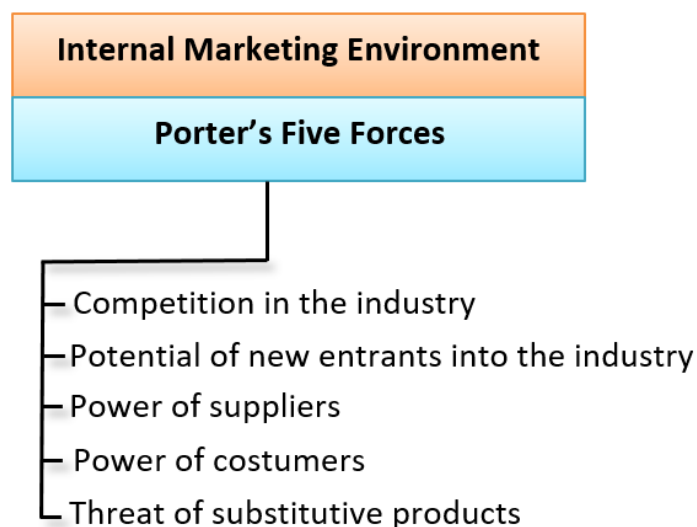 Internal Marketing Environment
Porter's Five Forces
Competition in the industry
Potential of new entrants into the industry
Power of suppliers
Power of costumers
Threat of substitutive products